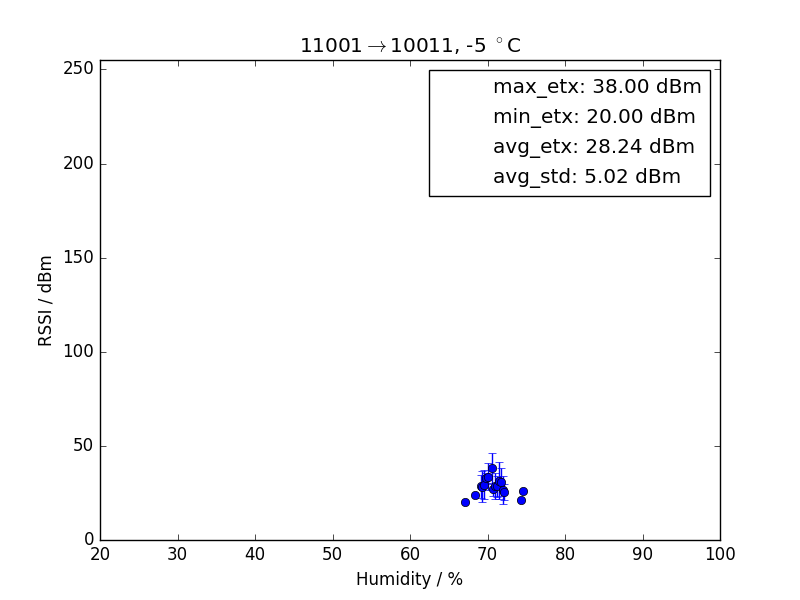 11001→10011, -5 °C
max_etx: 38.00 dBm
min_etx: 20.00 dBm
avg_etx: 28.24 dBm
avg_std: 5.02 dBm
250
200
150
100
50
0
RSSI / dBm
20 30 40 50 60 70 80 90 100
Humidity / %